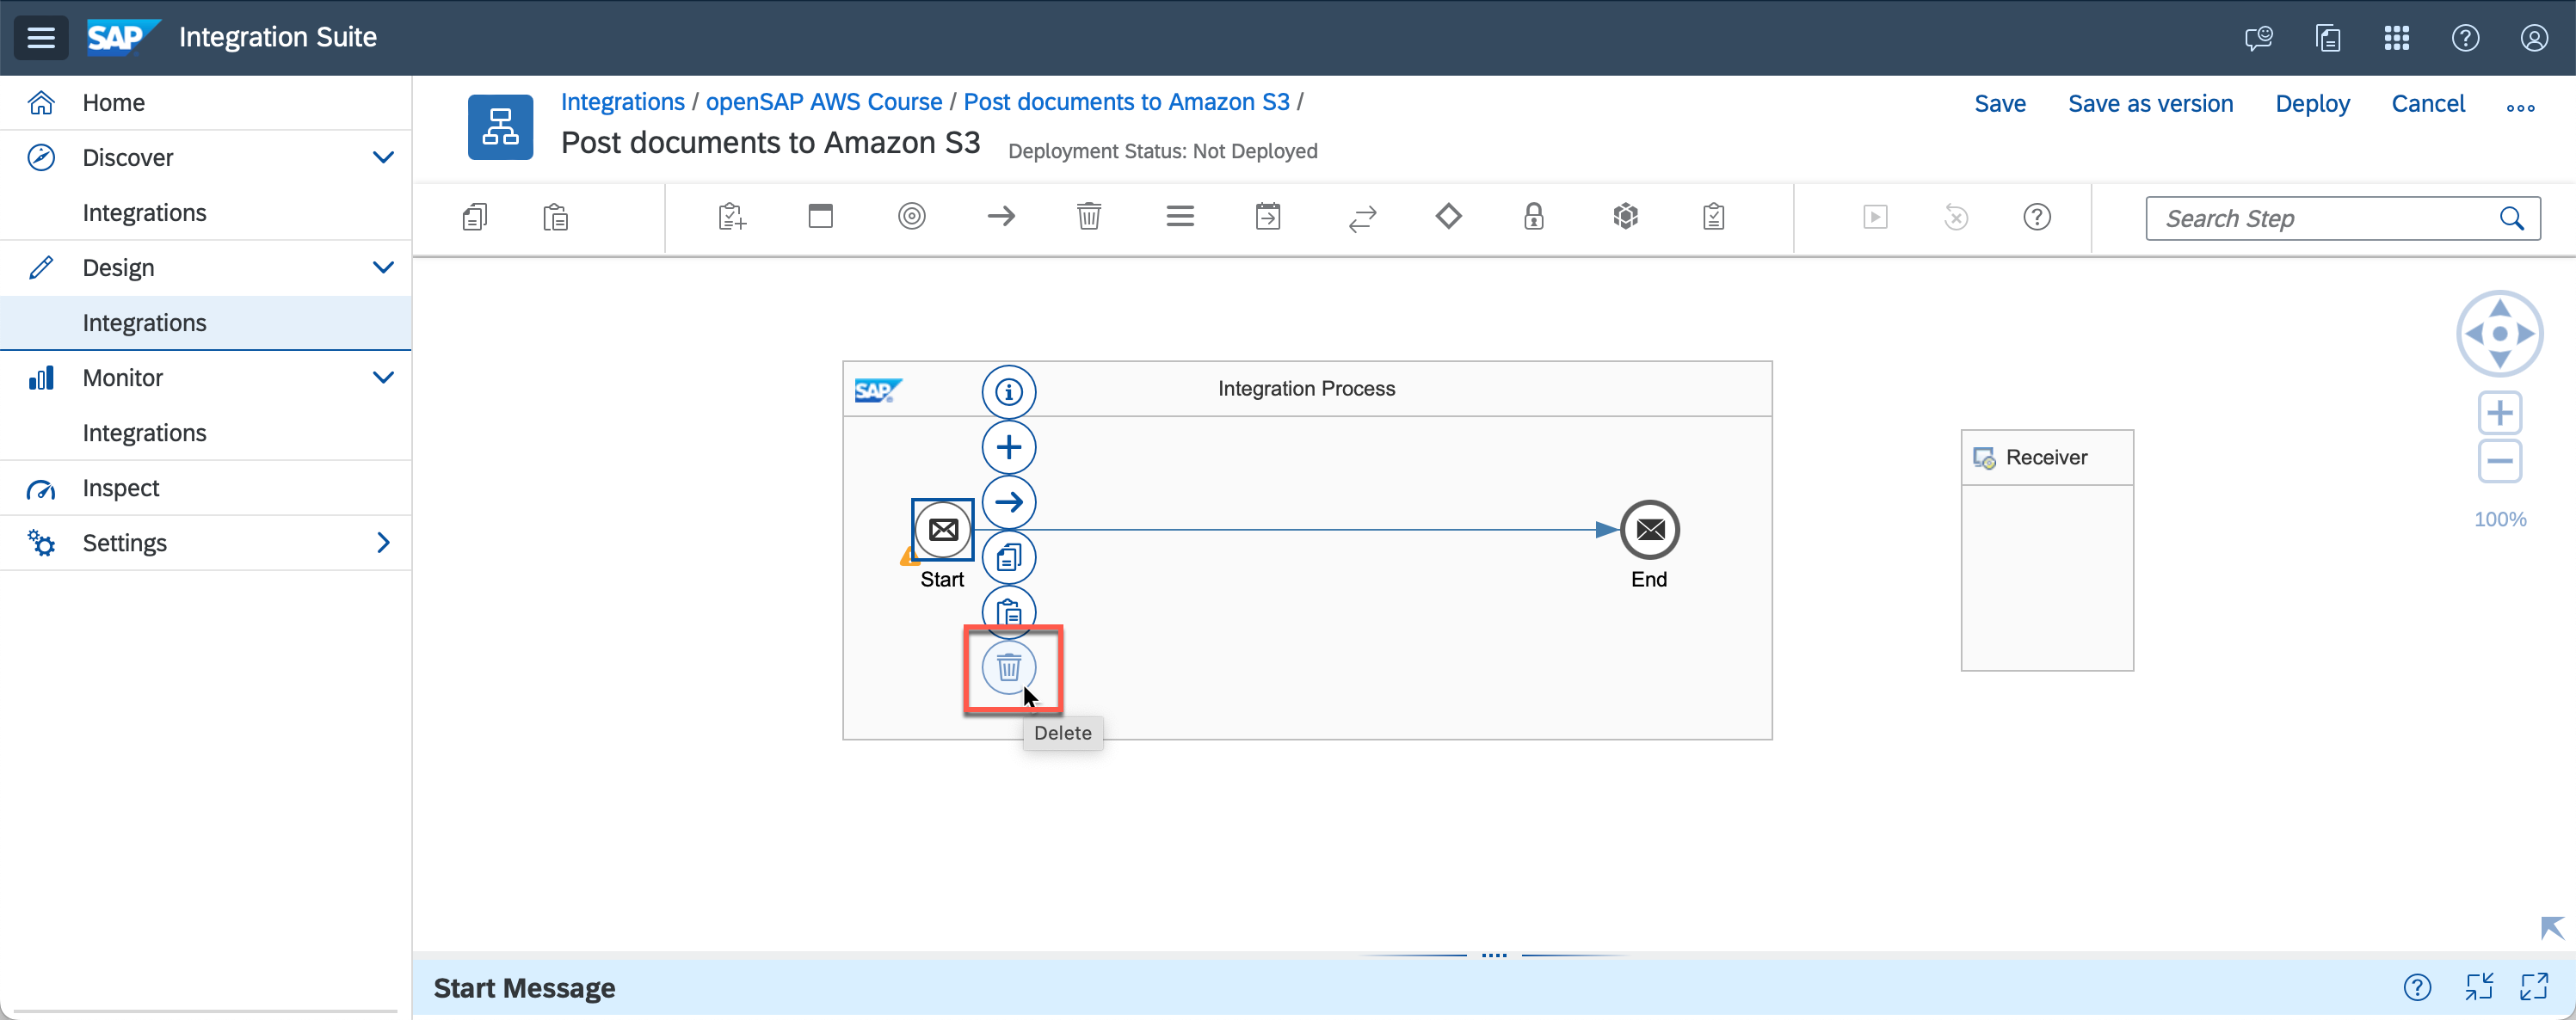 SAP Integration Suite
Home
Discover
Integrations
Design
Integrations
Monitor
Integrations
Inspect
Settings
Integrations / openSAP AWS Course / Post documents to Amazon S3 /
Post documents to Amazon S3 Deployment Status: Not Deployed
Save Save as version Deploy Cancel
Search Step
SAP Integration Process
Start
End
Delete
Receiver
100%
Start Message